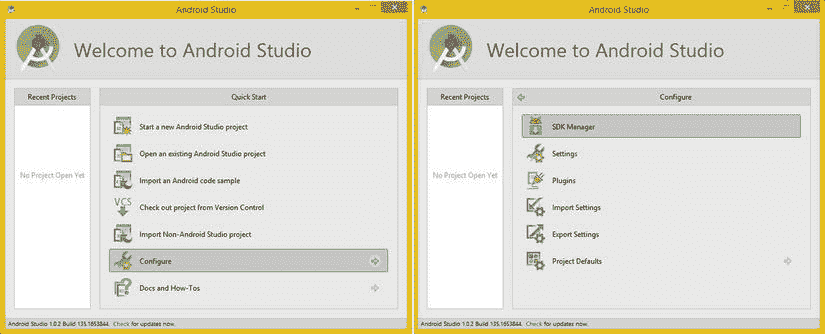 Android Studio
Welcome to Android Studio
Recent Projects
No Project Open Yet
Quick Start
Start a new Android Studio project
Open an existing Android Studio project
Import an Android code sample
VCS
Check out project from Version Control
Import Non-Android Studio project
Configure
Docs and How-Tos
Android Studio 1.0.2 Build 135.1653844. Check for updates now.
Android Studio
Welcome to Android Studio
Recent Projects
No Project Open Yet
Configure
SDK Manager
Settings
Plugins
Import Settings
Export Settings
Project Defaults
Android Studio 1.0.2 Build 135.1653844. Check for updates now.